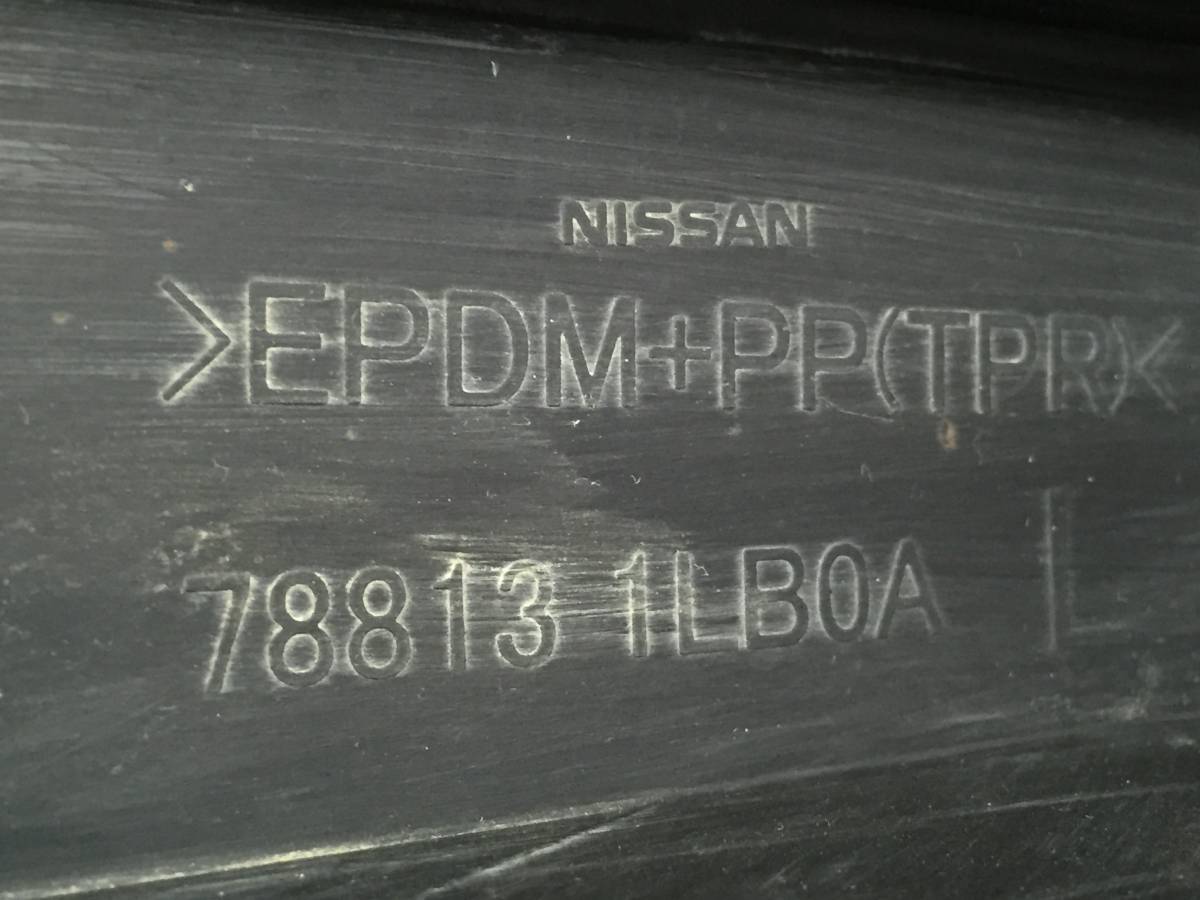 NISSAN
>EPDM+PP(TPR)<
78813 1LB0A L